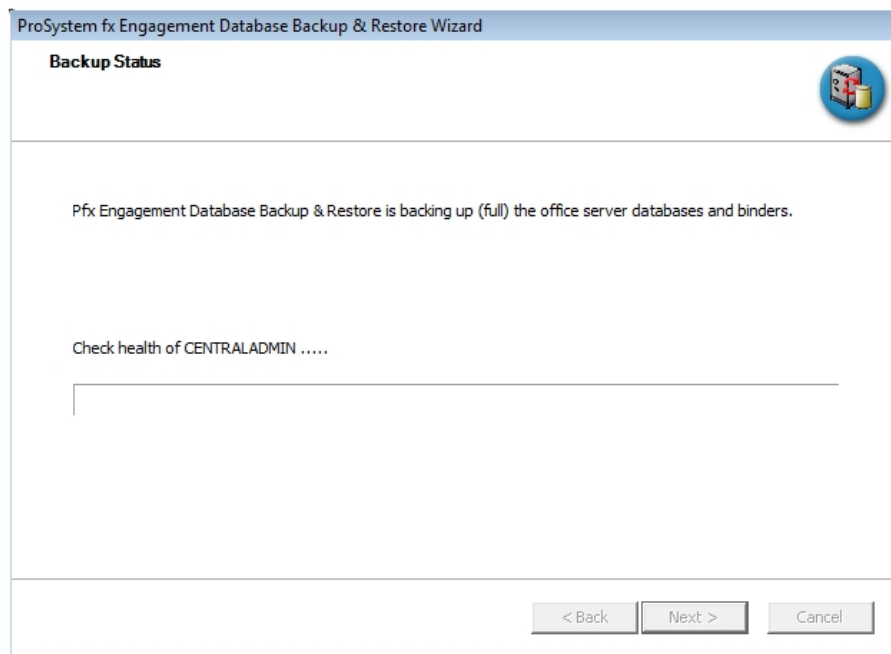 ProSystem fx Engagement Database Backup & Restore Wizard
Backup Status
Pfx Engagement Database Backup & Restore is backing up (full) the office server databases and binders.
Check health of CENTRALADMIN .....
< Back Next > Cancel